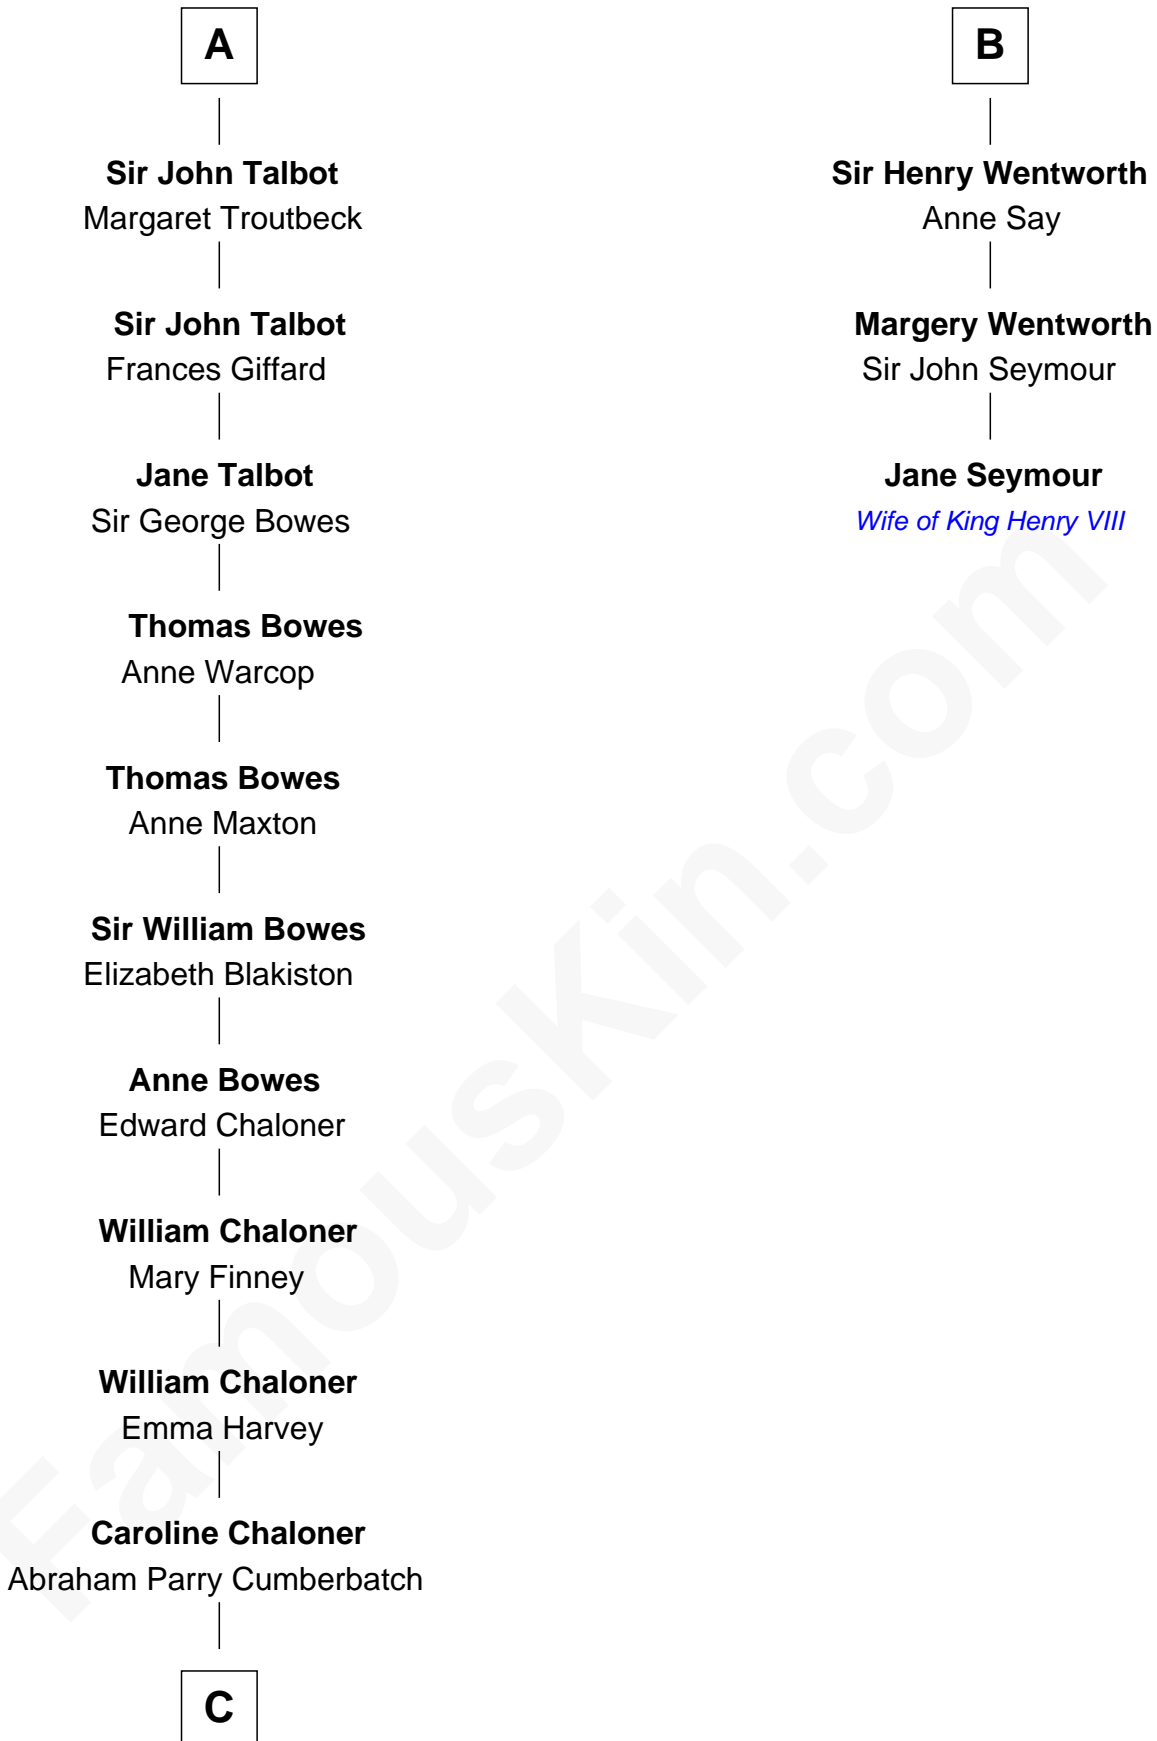 A
Sir John Talbot
Margaret Troutbeck
Sir John Talbot
Frances Giffard
Jane Talbot
Sir George Bowes
Thomas Bowes
Anne Warcop
Thomas Bowes
Anne Maxton
Sir William Bowes
Elizabeth Blakiston
Anne Bowes
Edward Chaloner
William Chaloner
Mary Finney
William Chaloner
Emma Harvey
Caroline Chaloner
Abraham Parry Cumberbatch
C
B
Sir Henry Wentworth
Anne Say
Margery Wentworth
Sir John Seymour
Jane Seymour
Wife of King Henry VIII
FamousKin.com